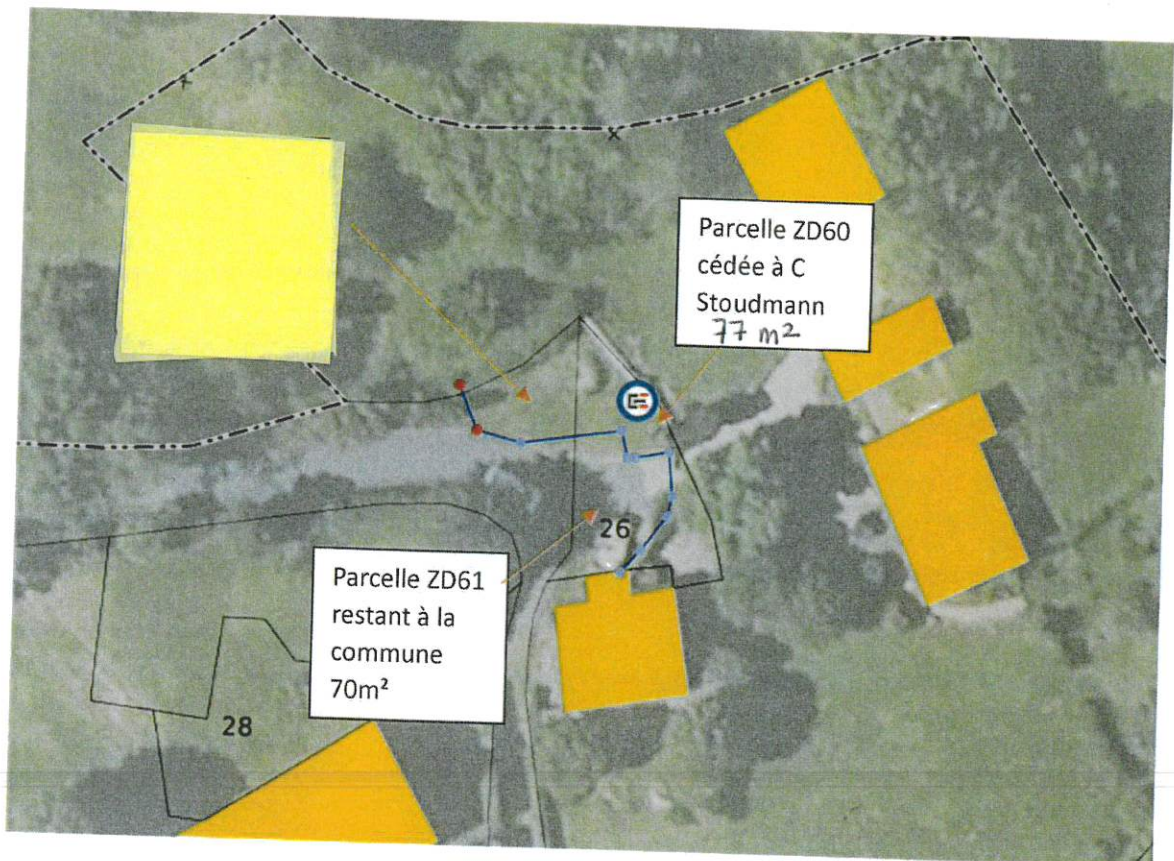 Parcelle ZD60
cédée à C
Stoudmann
77 m²
26
Parcelle ZD61
restant à la
commune
70m²
28